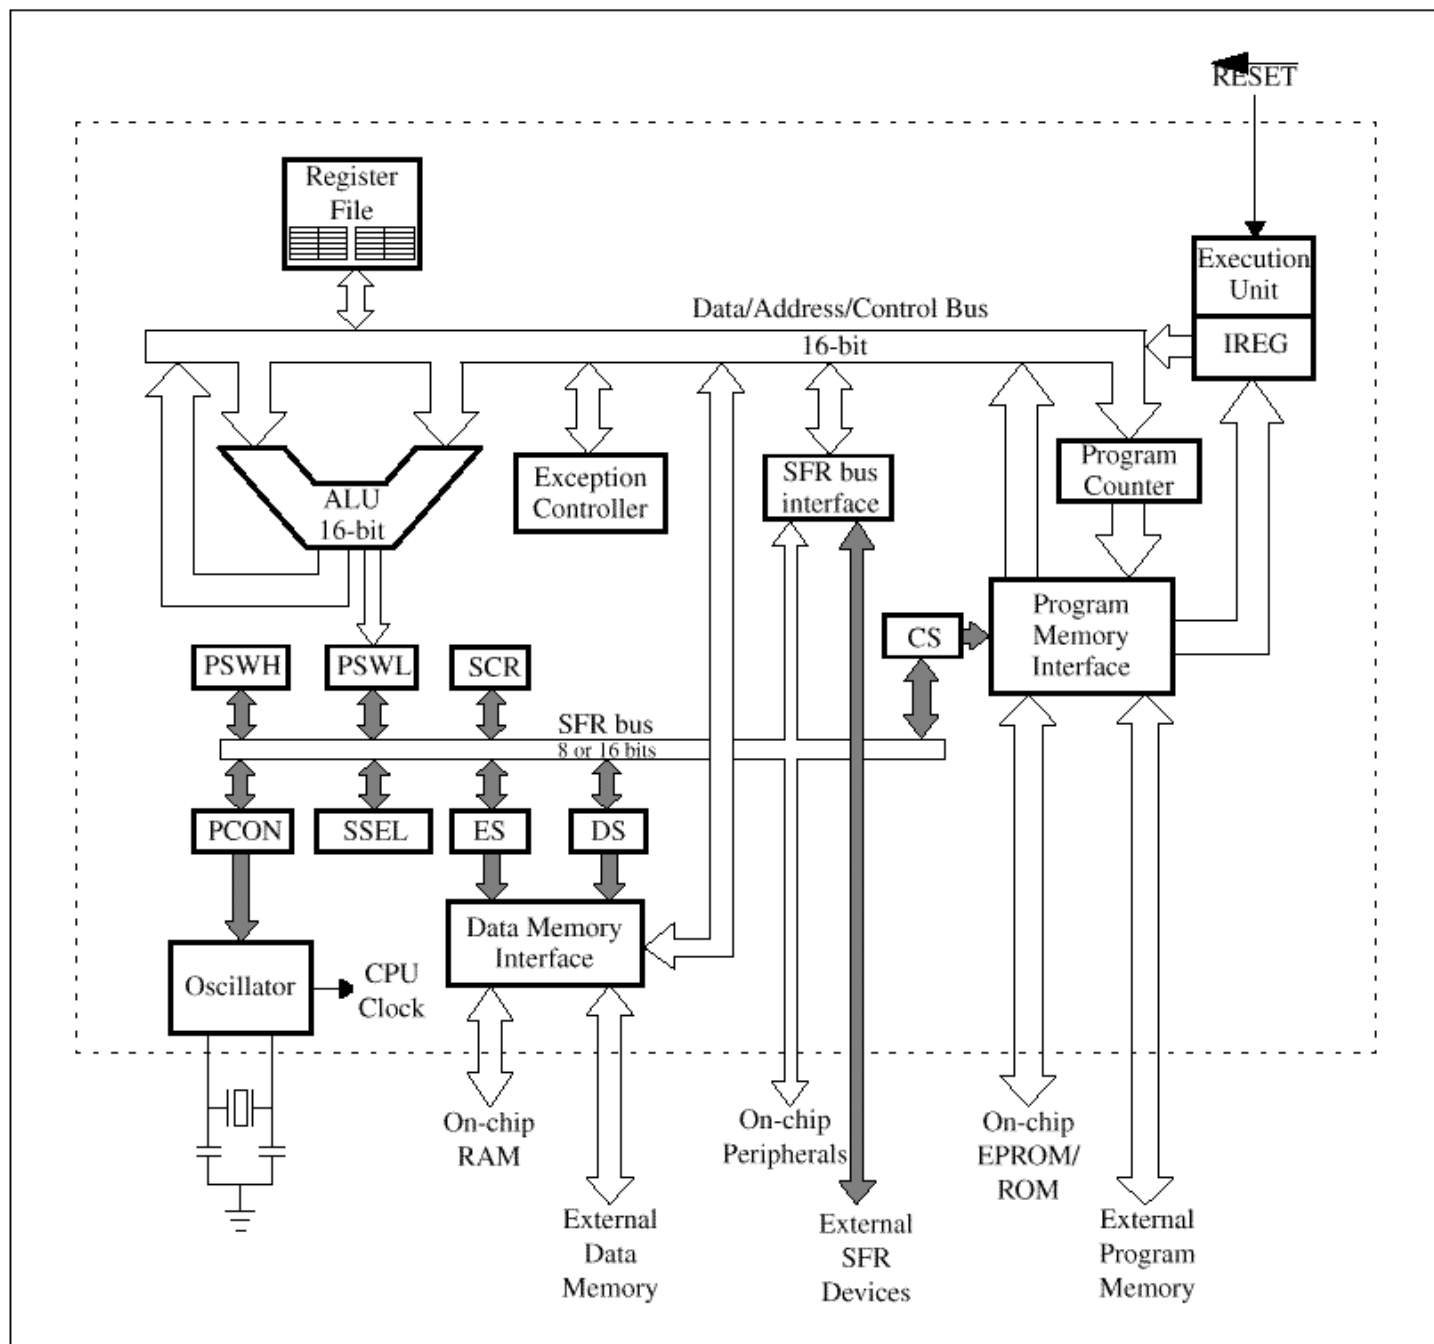 RESET
Register
File
Execution
Unit
IREG
Data/Address/Control Bus
16-bit
ALU
16-bit
Exception
Controller
SFR bus
interface
Program
Counter
CS
Program
Memory
Interface
PSWH
PSWL
SCR
SFR bus
8 or 16 bits
PCON
SSEL
ES
DS
Data Memory
Interface
Oscillator
CPU
Clock
On-chip
RAM
On-chip
Peripherals
On-chip
EPROM/
ROM
External
Data
Memory
External
SFR
Devices
External
Program
Memory